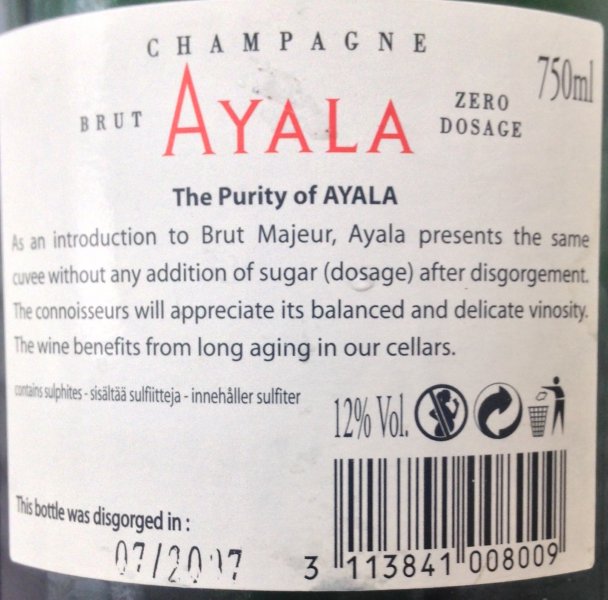 CHAMPAGNE
BRUT AYALA ZERO DOSAGE 750ml
The Purity of AYALA
As an introduction to Brut Majeur, Ayala presents the same
cuvee without any addition of sugar (dosage) after disgorgement.
The connoisseurs will appreciate its balanced and delicate vinosity.
The wine benefits from long aging in our cellars.
contains sulphites - sisältää sulfiitteja - innehåller sulfiter
12% Vol.
This bottle was disgorged in :
3 113841 008009